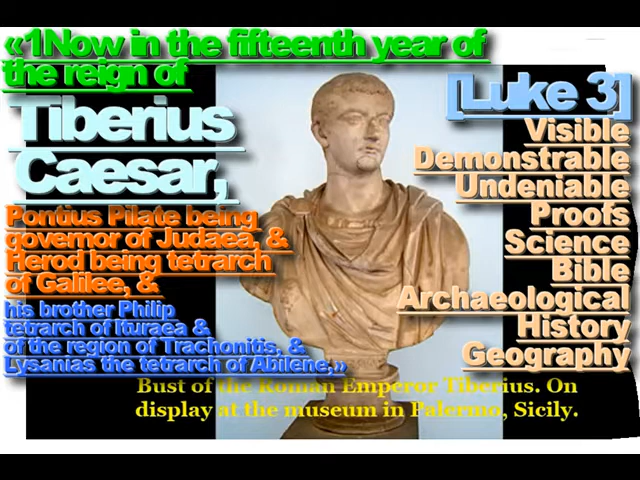 «1Now in the fifteenth year of
the reign of
Tiberius
Caesar,
Pontius Pilate being
governor of Judaea, &
Herod being tetrarch
of Galilee, &
his brother Philip
tetrarch of Ituraea &
of the region of Trachonitis, &
Lysanias the tetrarch of Abilene,»
[Luke 3]
Visible
Demonstrable
Undeniable
Proofs
Science
Bible
Archaeological
History
Geography
Bust of the Roman Emperor Tiberius. On
display at the museum in Palermo, Sicily.